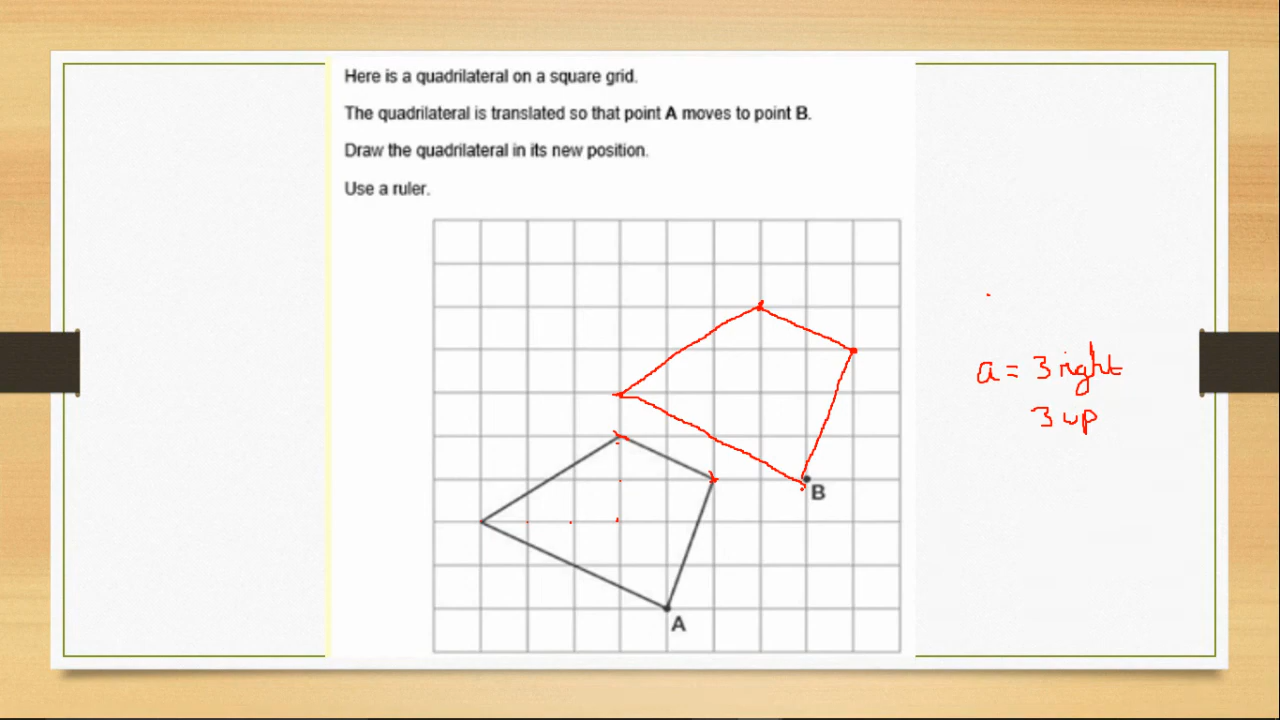 Here is a quadrilateral on a square grid.
The quadrilateral is translated so that point A moves to point B.
Draw the quadrilateral in its new position.
Use a ruler.
a = 3 right
3 up
B
A